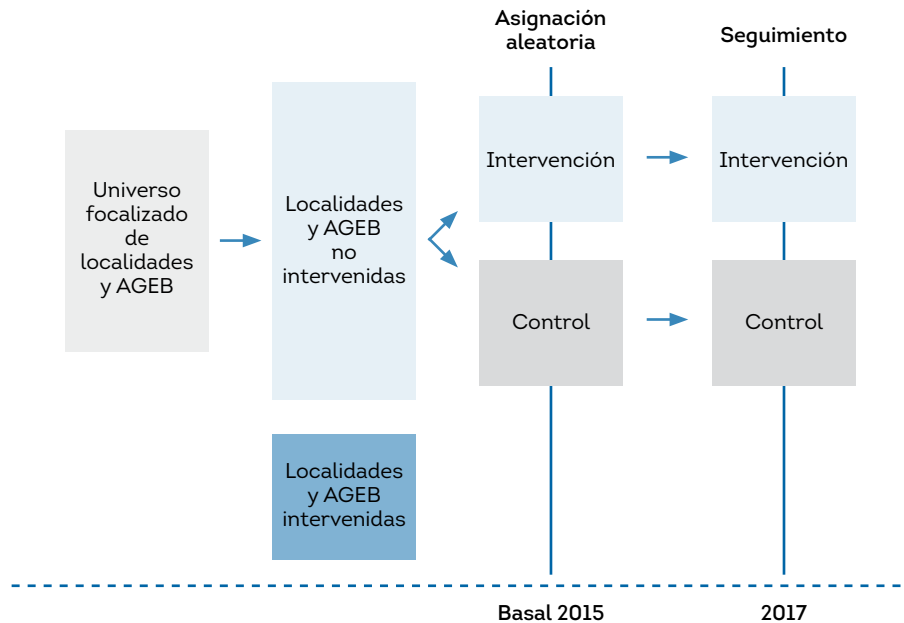 Asignación
aleatoria
Seguimiento
Universo
focalizado
de
localidades
y AGEB
Localidades
y AGEB
no
intervenidas
Intervención
Intervención
Control
Control
Localidades
y AGEB
intervenidas
Basal 2015
2017